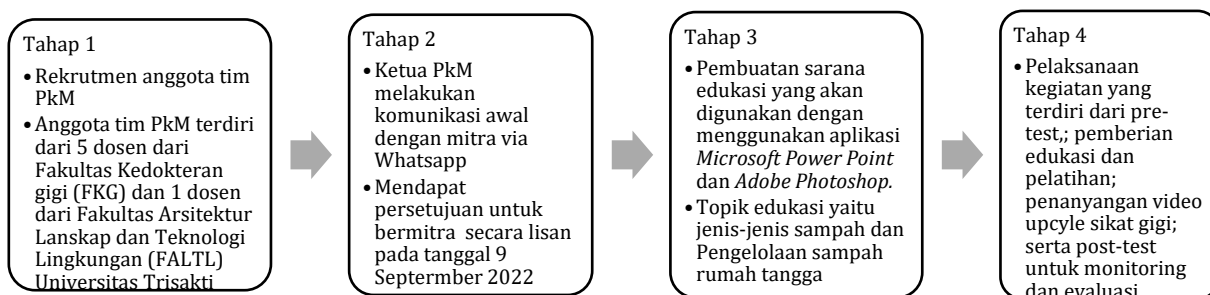 Tahap 1
• Rekrutmen anggota tim
PkM
• Anggota tim PkM terdiri
dari 5 dosen dari
Fakultas Kedokteran
gigi (FKG) dan 1 dosen
dari Fakultas Arsitektur
Lanskap dan Teknologi
Lingkungan (FALTL)
Universitas Trisakti
Tahap 2
• Ketua PkM
melakukan
komunikasi awal
dengan mitra via
Whatsapp
• Mendapat
persetujuan untuk
bermitra secara lisan
pada tanggal 9
Septermber 2022
Tahap 3
• Pembuatan sarana
edukasi yang akan
digunakan dengan
menggunakan aplikasi
Microsoft Power Point
dan Adobe Photoshop.
• Topik edukasi yaitu
jenis-jenis sampah dan
Pengelolaan sampah
rumah tangga
Tahap 4
• Pelaksanaan
kegiatan yang
terdiri dari pre-
test,; pemberian
edukasi dan
pelatihan;
penanyangan video
upcyle sikat gigi;
serta post-test
untuk monitoring
dan evaluasi